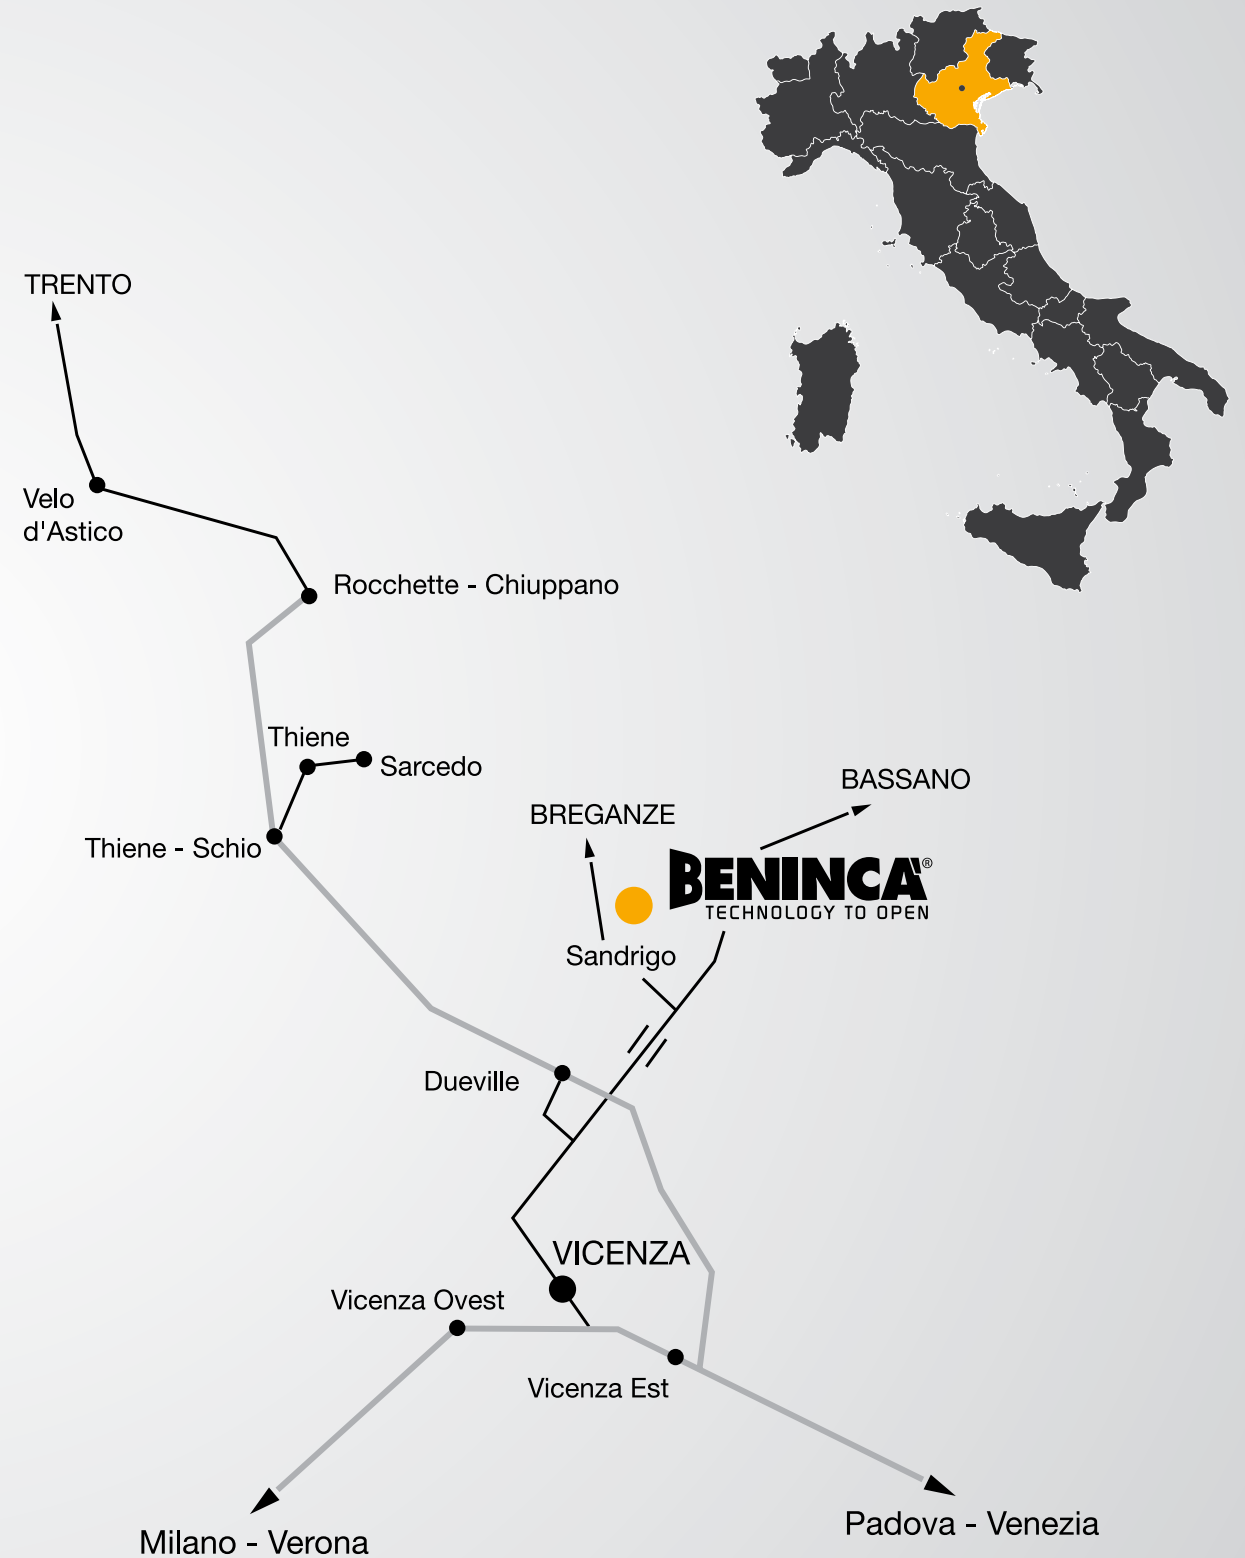 TRENTO
Velo
d'Astico
Rocchette - Chiuppano
Thiene
Sarcedo
Thiene - Schio
BASSANO
BREGANZE
BENINCÀ®
TECHNOLOGY TO OPEN
Sandrigo
Dueville
VICENZA
Vicenza Ovest
Vicenza Est
Padova - Venezia
Milano - Verona